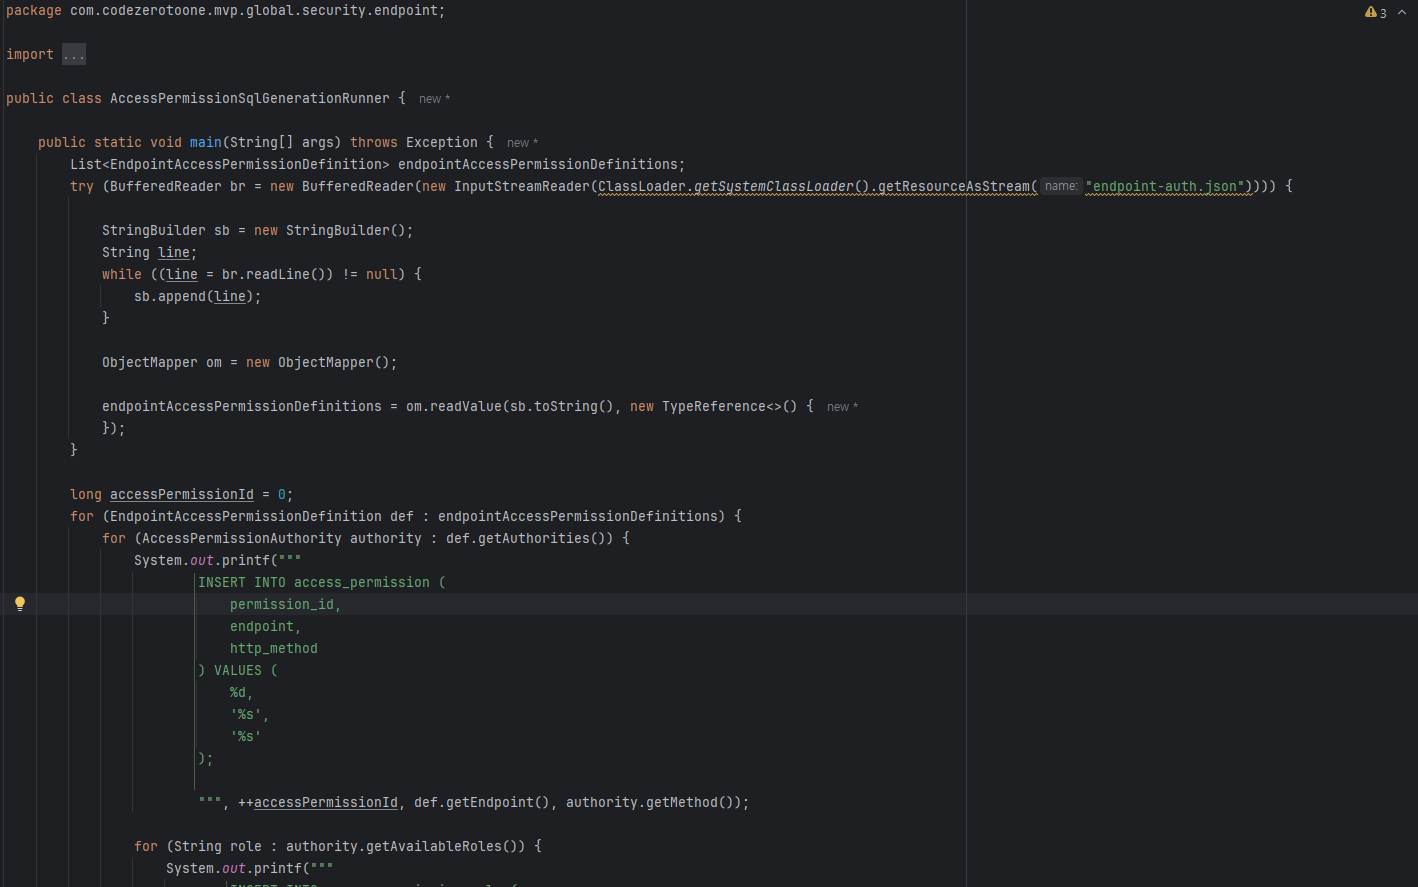 package com.codezerotoone.mvp.global.security.endpoint;
3
import ...
public class AccessPermissionSqlGenerationRunner { new *
public static void main(String[] args) throws Exception { new *
List<EndpointAccessPermissionDefinition> endpointAccessPermissionDefinitions;
try (BufferedReader br = new BufferedReader(new InputStreamReader(ClassLoader.getSystemClassLoader().getResourceAsStream( name: "endpoint-auth.json")))) {
StringBuilder sb = new StringBuilder();
String line;
while ((line = br.readLine()) != null) {
sb.append(line);
}
ObjectMapper om = new ObjectMapper();
endpointAccessPermissionDefinitions = om.readValue(sb.toString(), new TypeReference<>() { new *
});
}
long accessPermissionId = 0;
for (EndpointAccessPermissionDefinition def : endpointAccessPermissionDefinitions) {
for (AccessPermissionAuthority authority : def.getAuthorities()) {
System.out.printf("""
INSERT INTO access_permission (
permission_id,
endpoint,
http_method
) VALUES (
%d,
'%s',
'%s'
);
""", ++accessPermissionId, def.getEndpoint(), authority.getMethod());
for (String role : authority.getAvailableRoles()) {
System.out.printf("""